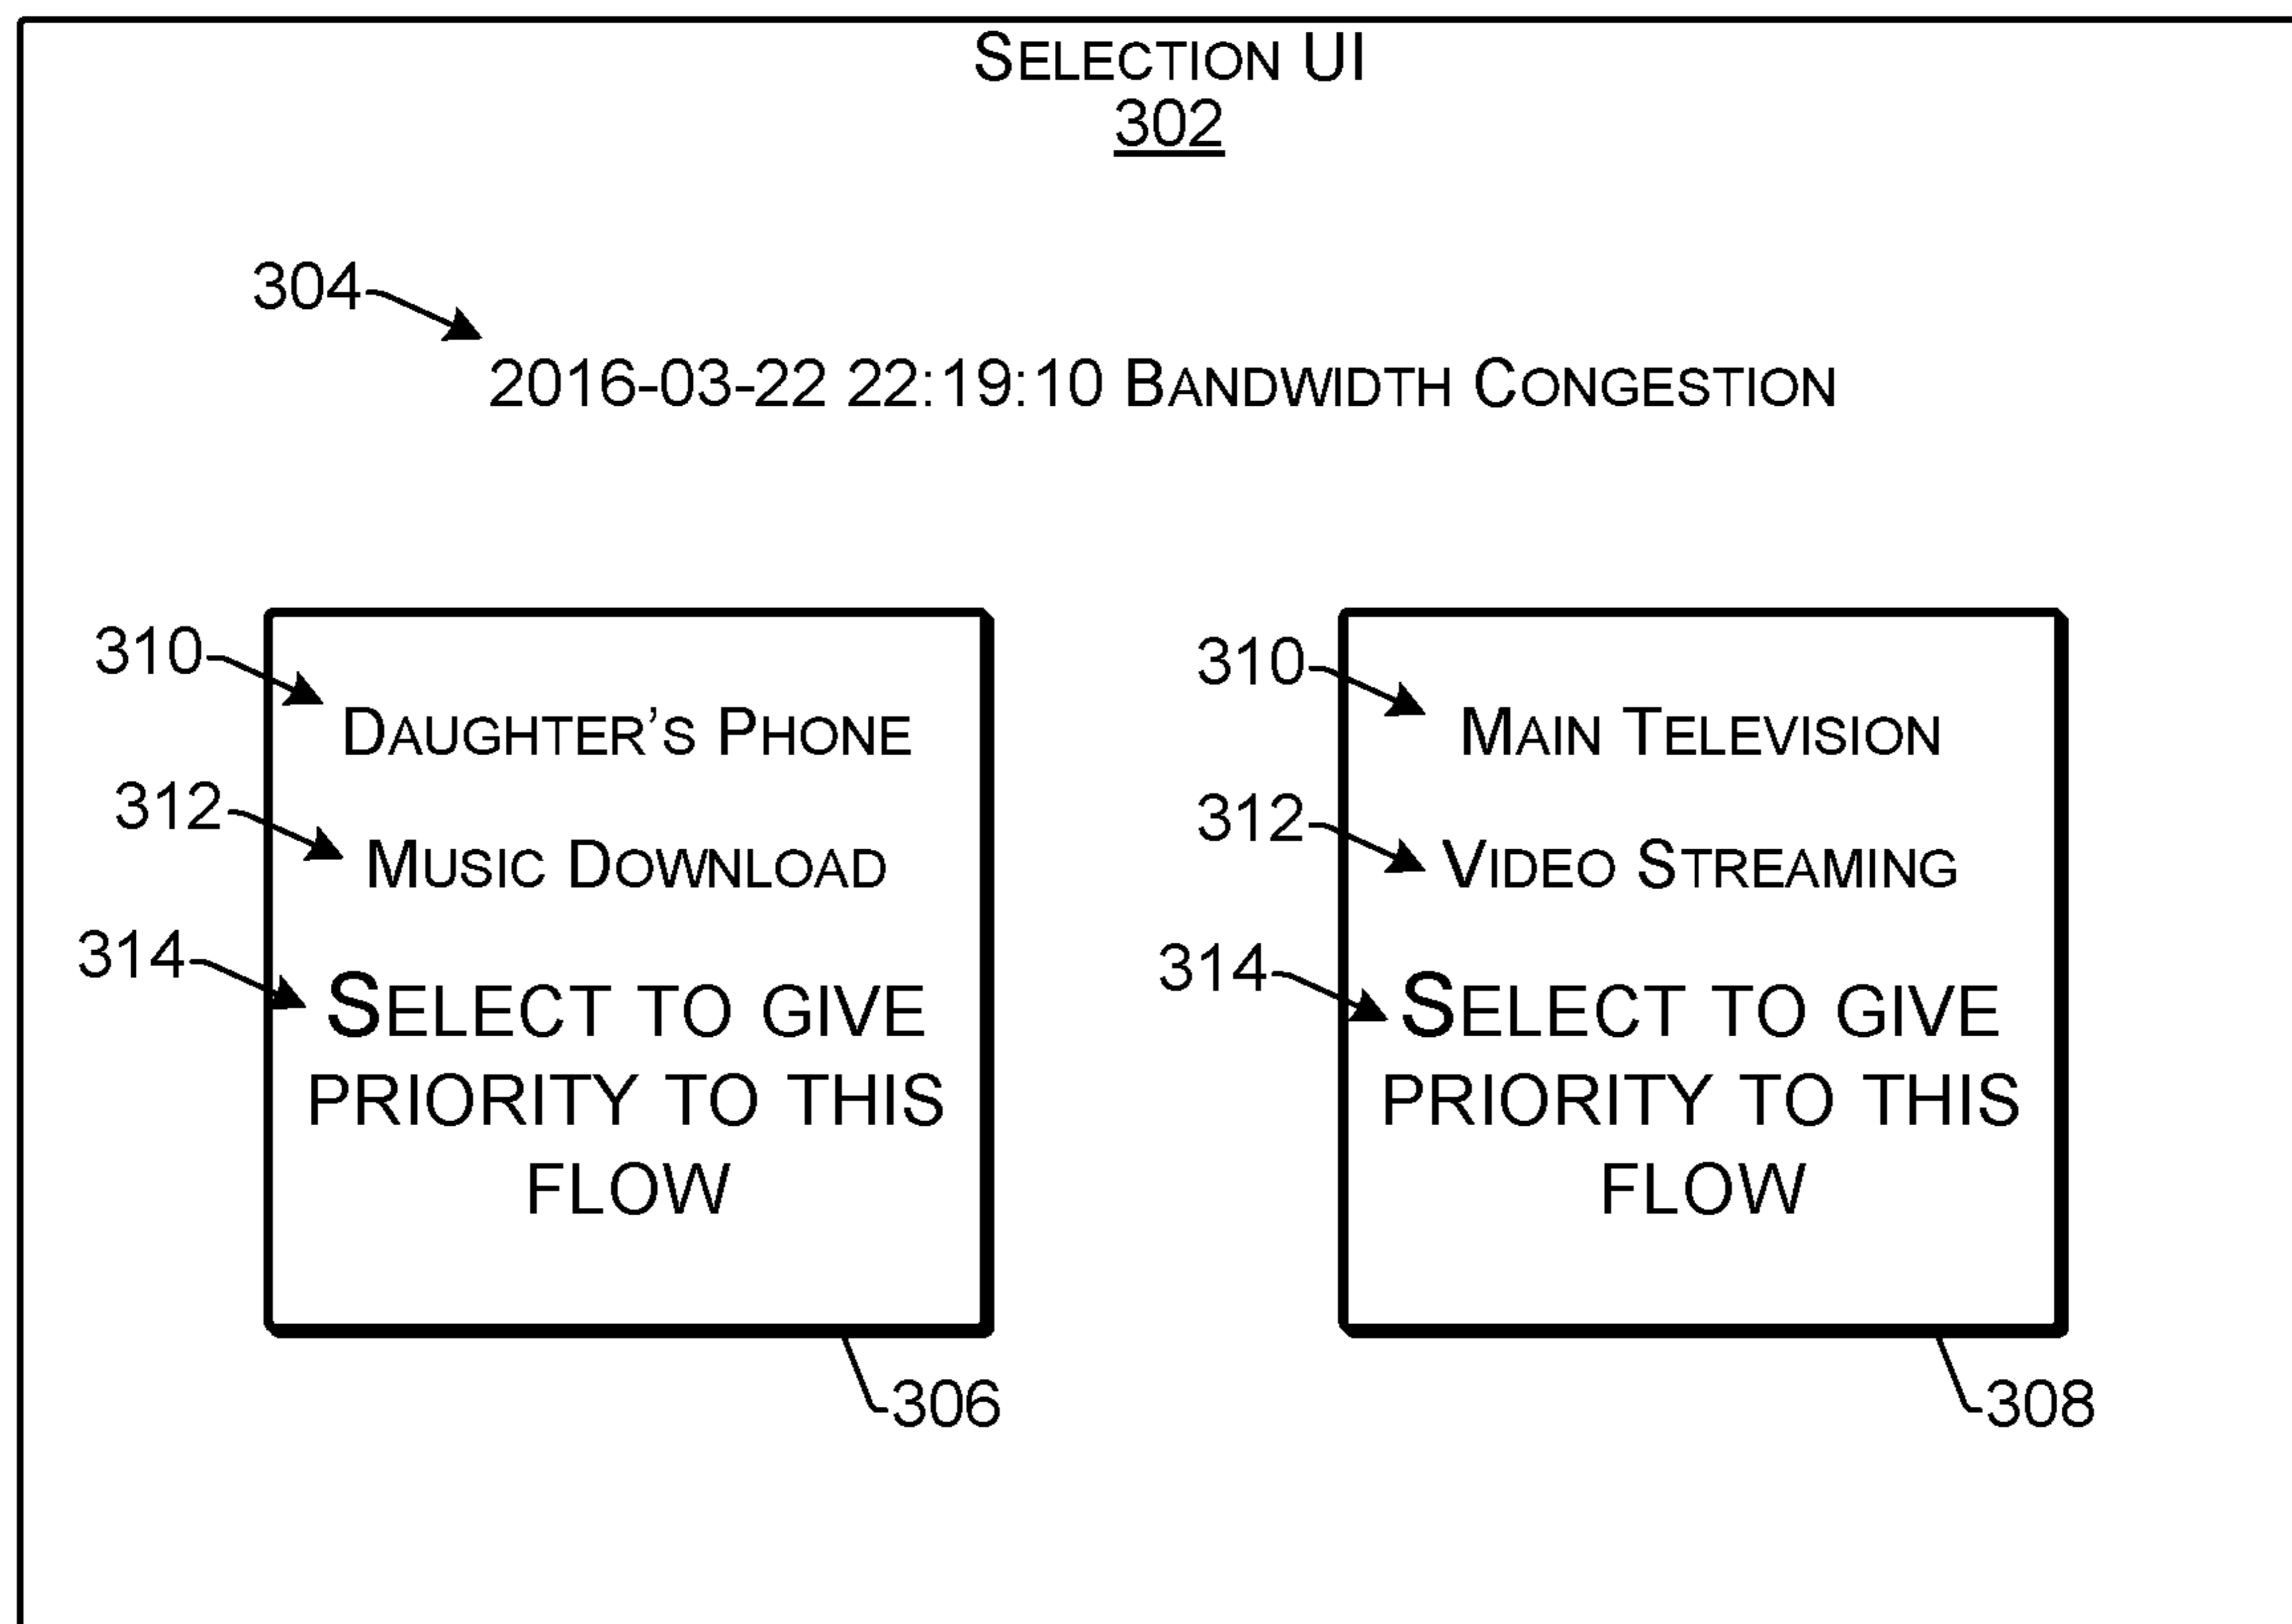 SELECTION UI
302
304
2016-03-22 22:19:10 BANDWIDTH CONGESTION
310
DAUGHTER'S PHONE
312
MUSIC DOWNLOAD
314
SELECT TO GIVE
PRIORITY TO THIS
FLOW
306
310
MAIN TELEVISION
312
VIDEO STREAMING
314
SELECT TO GIVE
PRIORITY TO THIS
FLOW
308